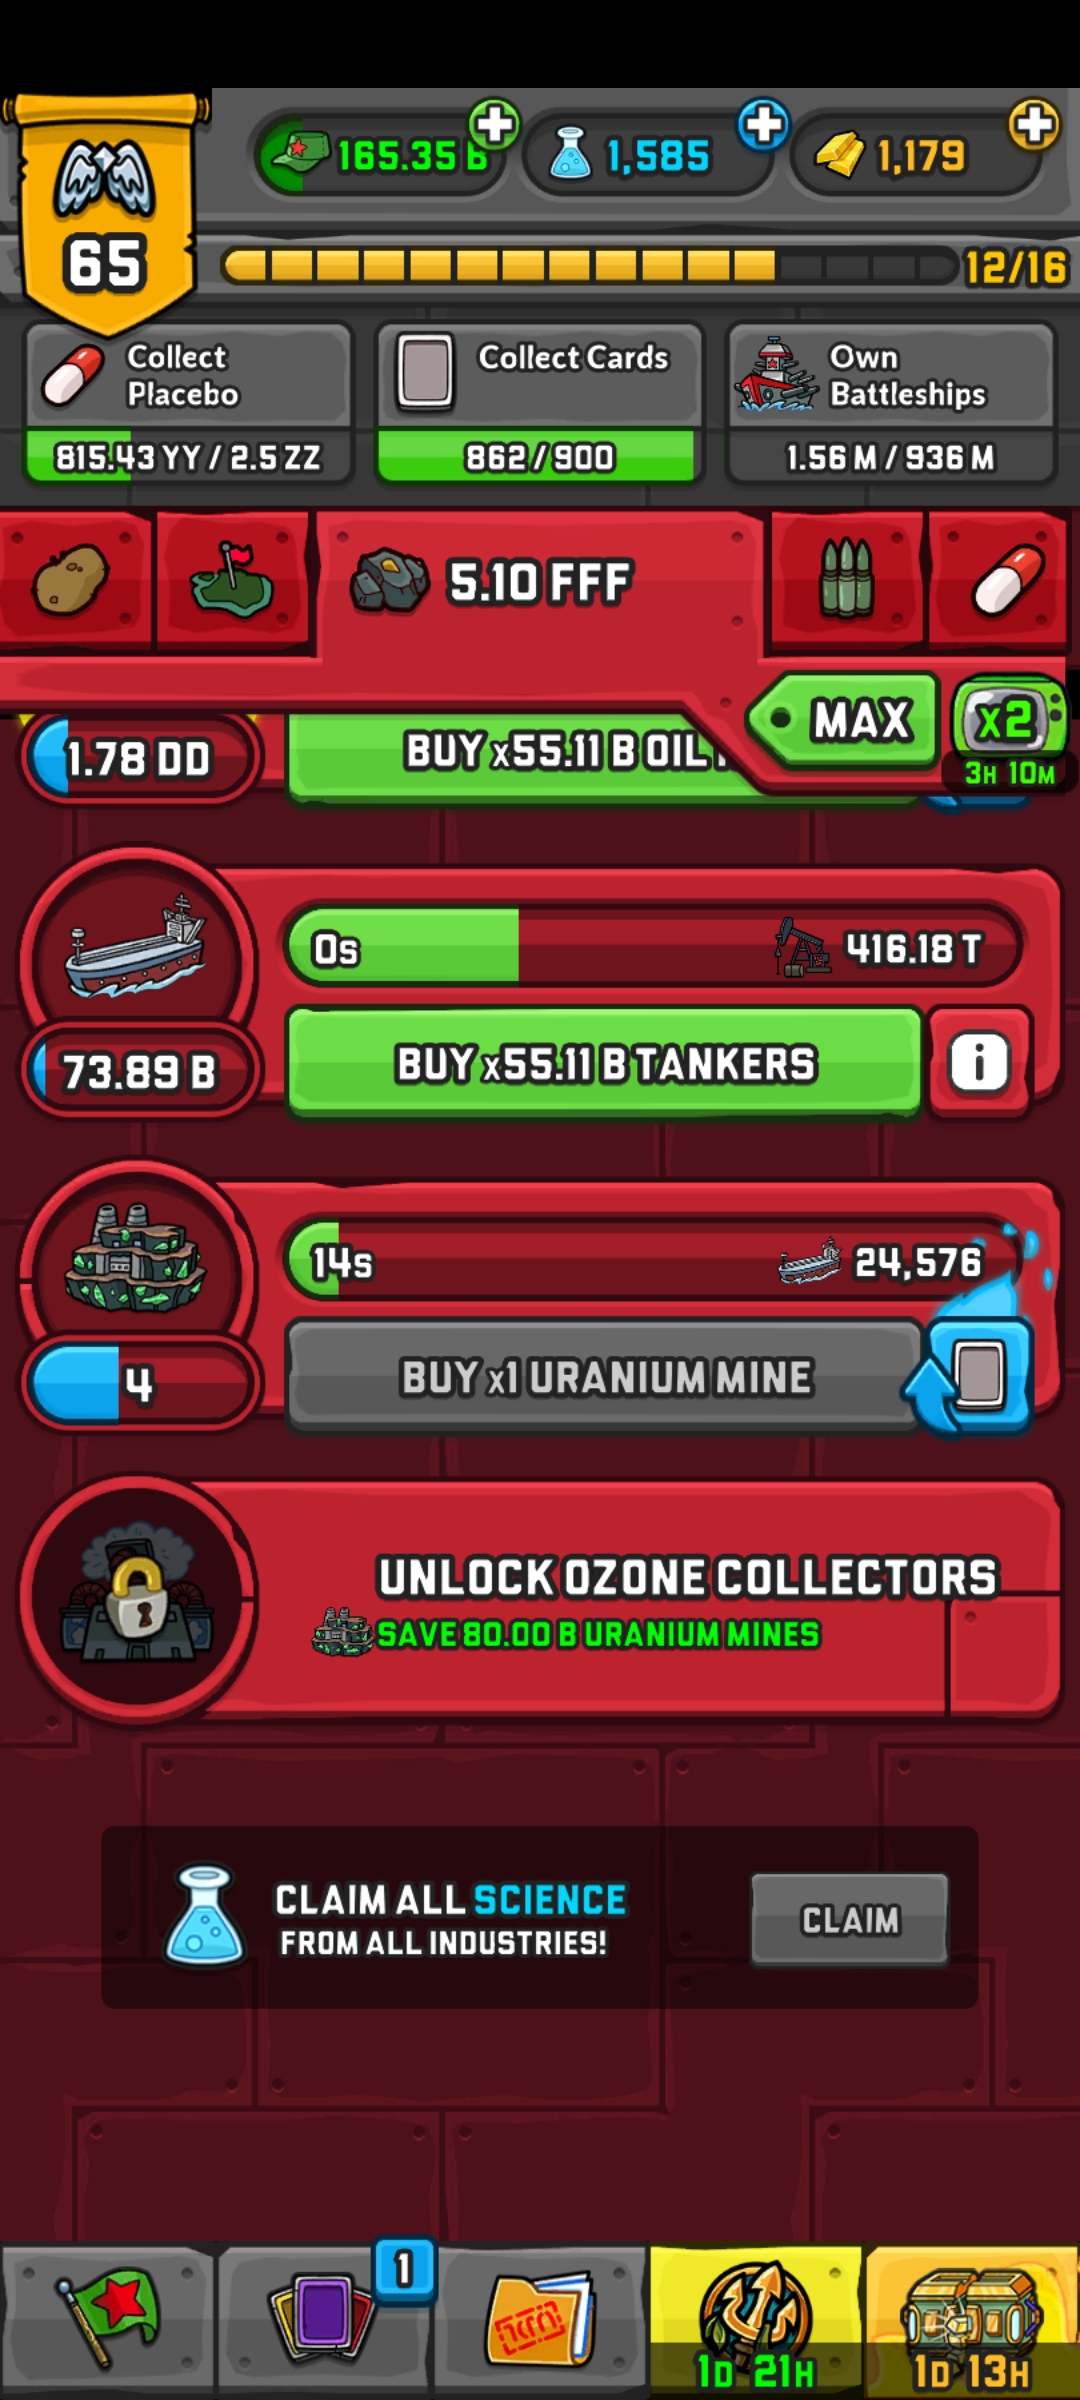 165.35 B
1,585
1,179
65
12/16
Collect
Placebo
Collect Cards
Own
Battleships
815.43 YY / 2.5 ZZ
862/900
1.56 M / 936 M
5.10 FFF
MAX
x2
3H 10M
1.78 DD
BUY x55.11 B OIL
0s
416.18 T
73.89 B
BUY x55.11 B TANKERS
i
14s
24,576
4
BUY x1 URANIUM MINE
UNLOCK OZONE COLLECTORS
SAVE 80.00 B URANIUM MINES
CLAIM ALL SCIENCE
FROM ALL INDUSTRIES!
CLAIM
1
1D 21H
1D 13H